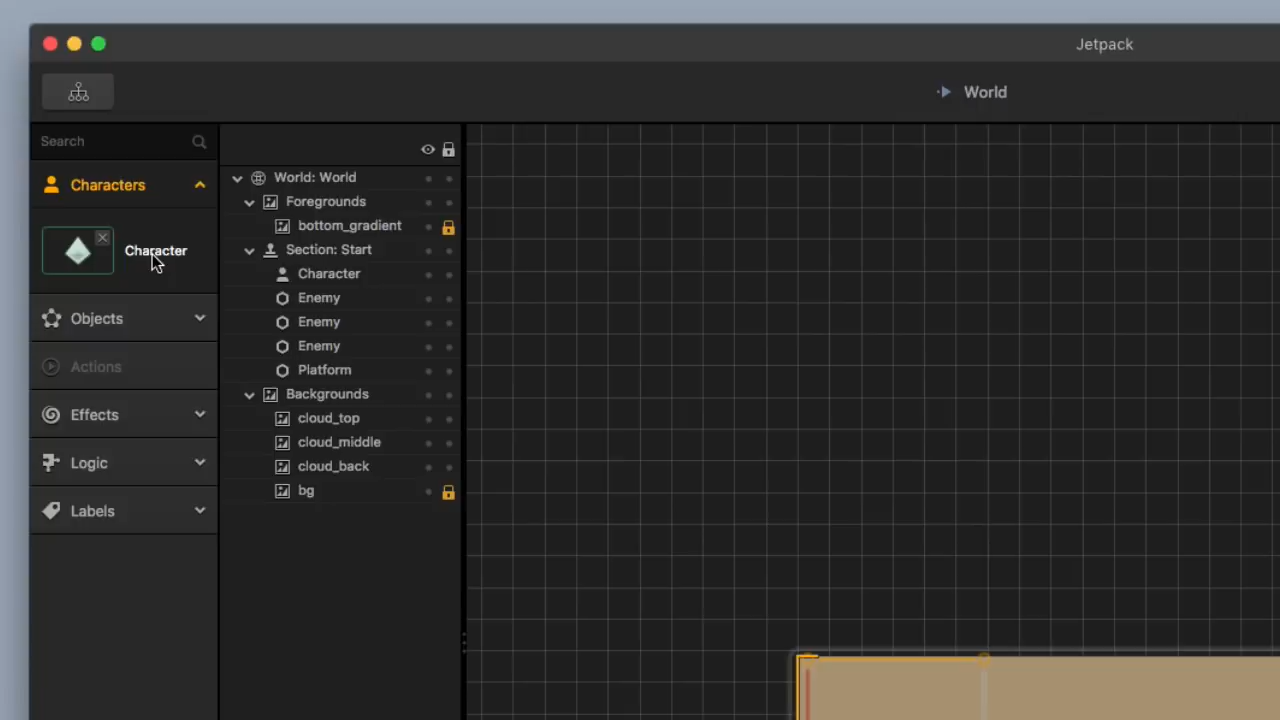 Jetpack
World
Search
Characters
Character
Objects
Actions
Effects
Logic
Labels
World: World
Foregrounds
bottom_gradient
Section: Start
Character
Enemy
Enemy
Enemy
Platform
Backgrounds
cloud_top
cloud_middle
cloud_back
bg